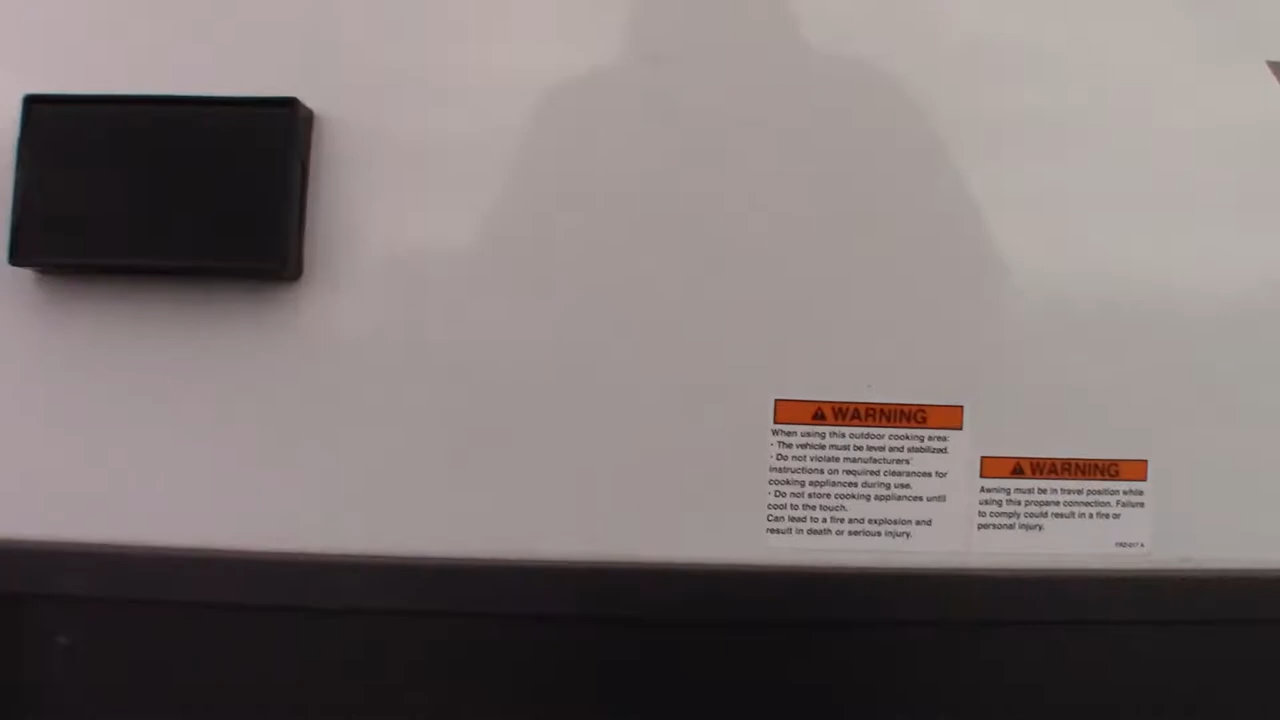 WARNING
When using this outdoor cooking area:
· The vehicle must be level and stabilized.
· Do not violate manufacturers'
instructions on required clearances for
cooking appliances during use.
· Do not store cooking appliances until
cool to the touch.
Can lead to a fire and explosion and
result in death or serious injury.
WARNING
Awning must be in travel position while
using this propane connection. Failure
to comply could result in a fire or
personal injury.